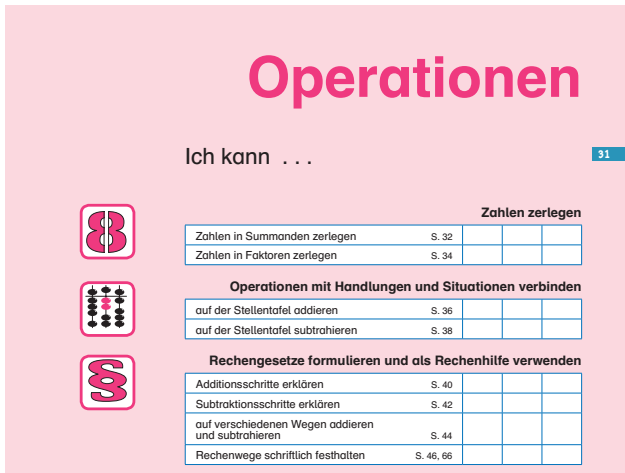 Operationen
Ich kann . . .
31
Zahlen zerlegen
Zahlen in Summanden zerlegen S. 32
Zahlen in Faktoren zerlegen S. 34
Operationen mit Handlungen und Situationen verbinden
auf der Stellentafel addieren S. 36
auf der Stellentafel subtrahieren S. 38
Rechengesetze formulieren und als Rechenhilfe verwenden
Additionsschritte erklären S. 40
Subtraktionsschritte erklären S. 42
auf verschiedenen Wegen addieren
und subtrahieren S. 44
Rechenwege schriftlich festhalten S. 46, 66